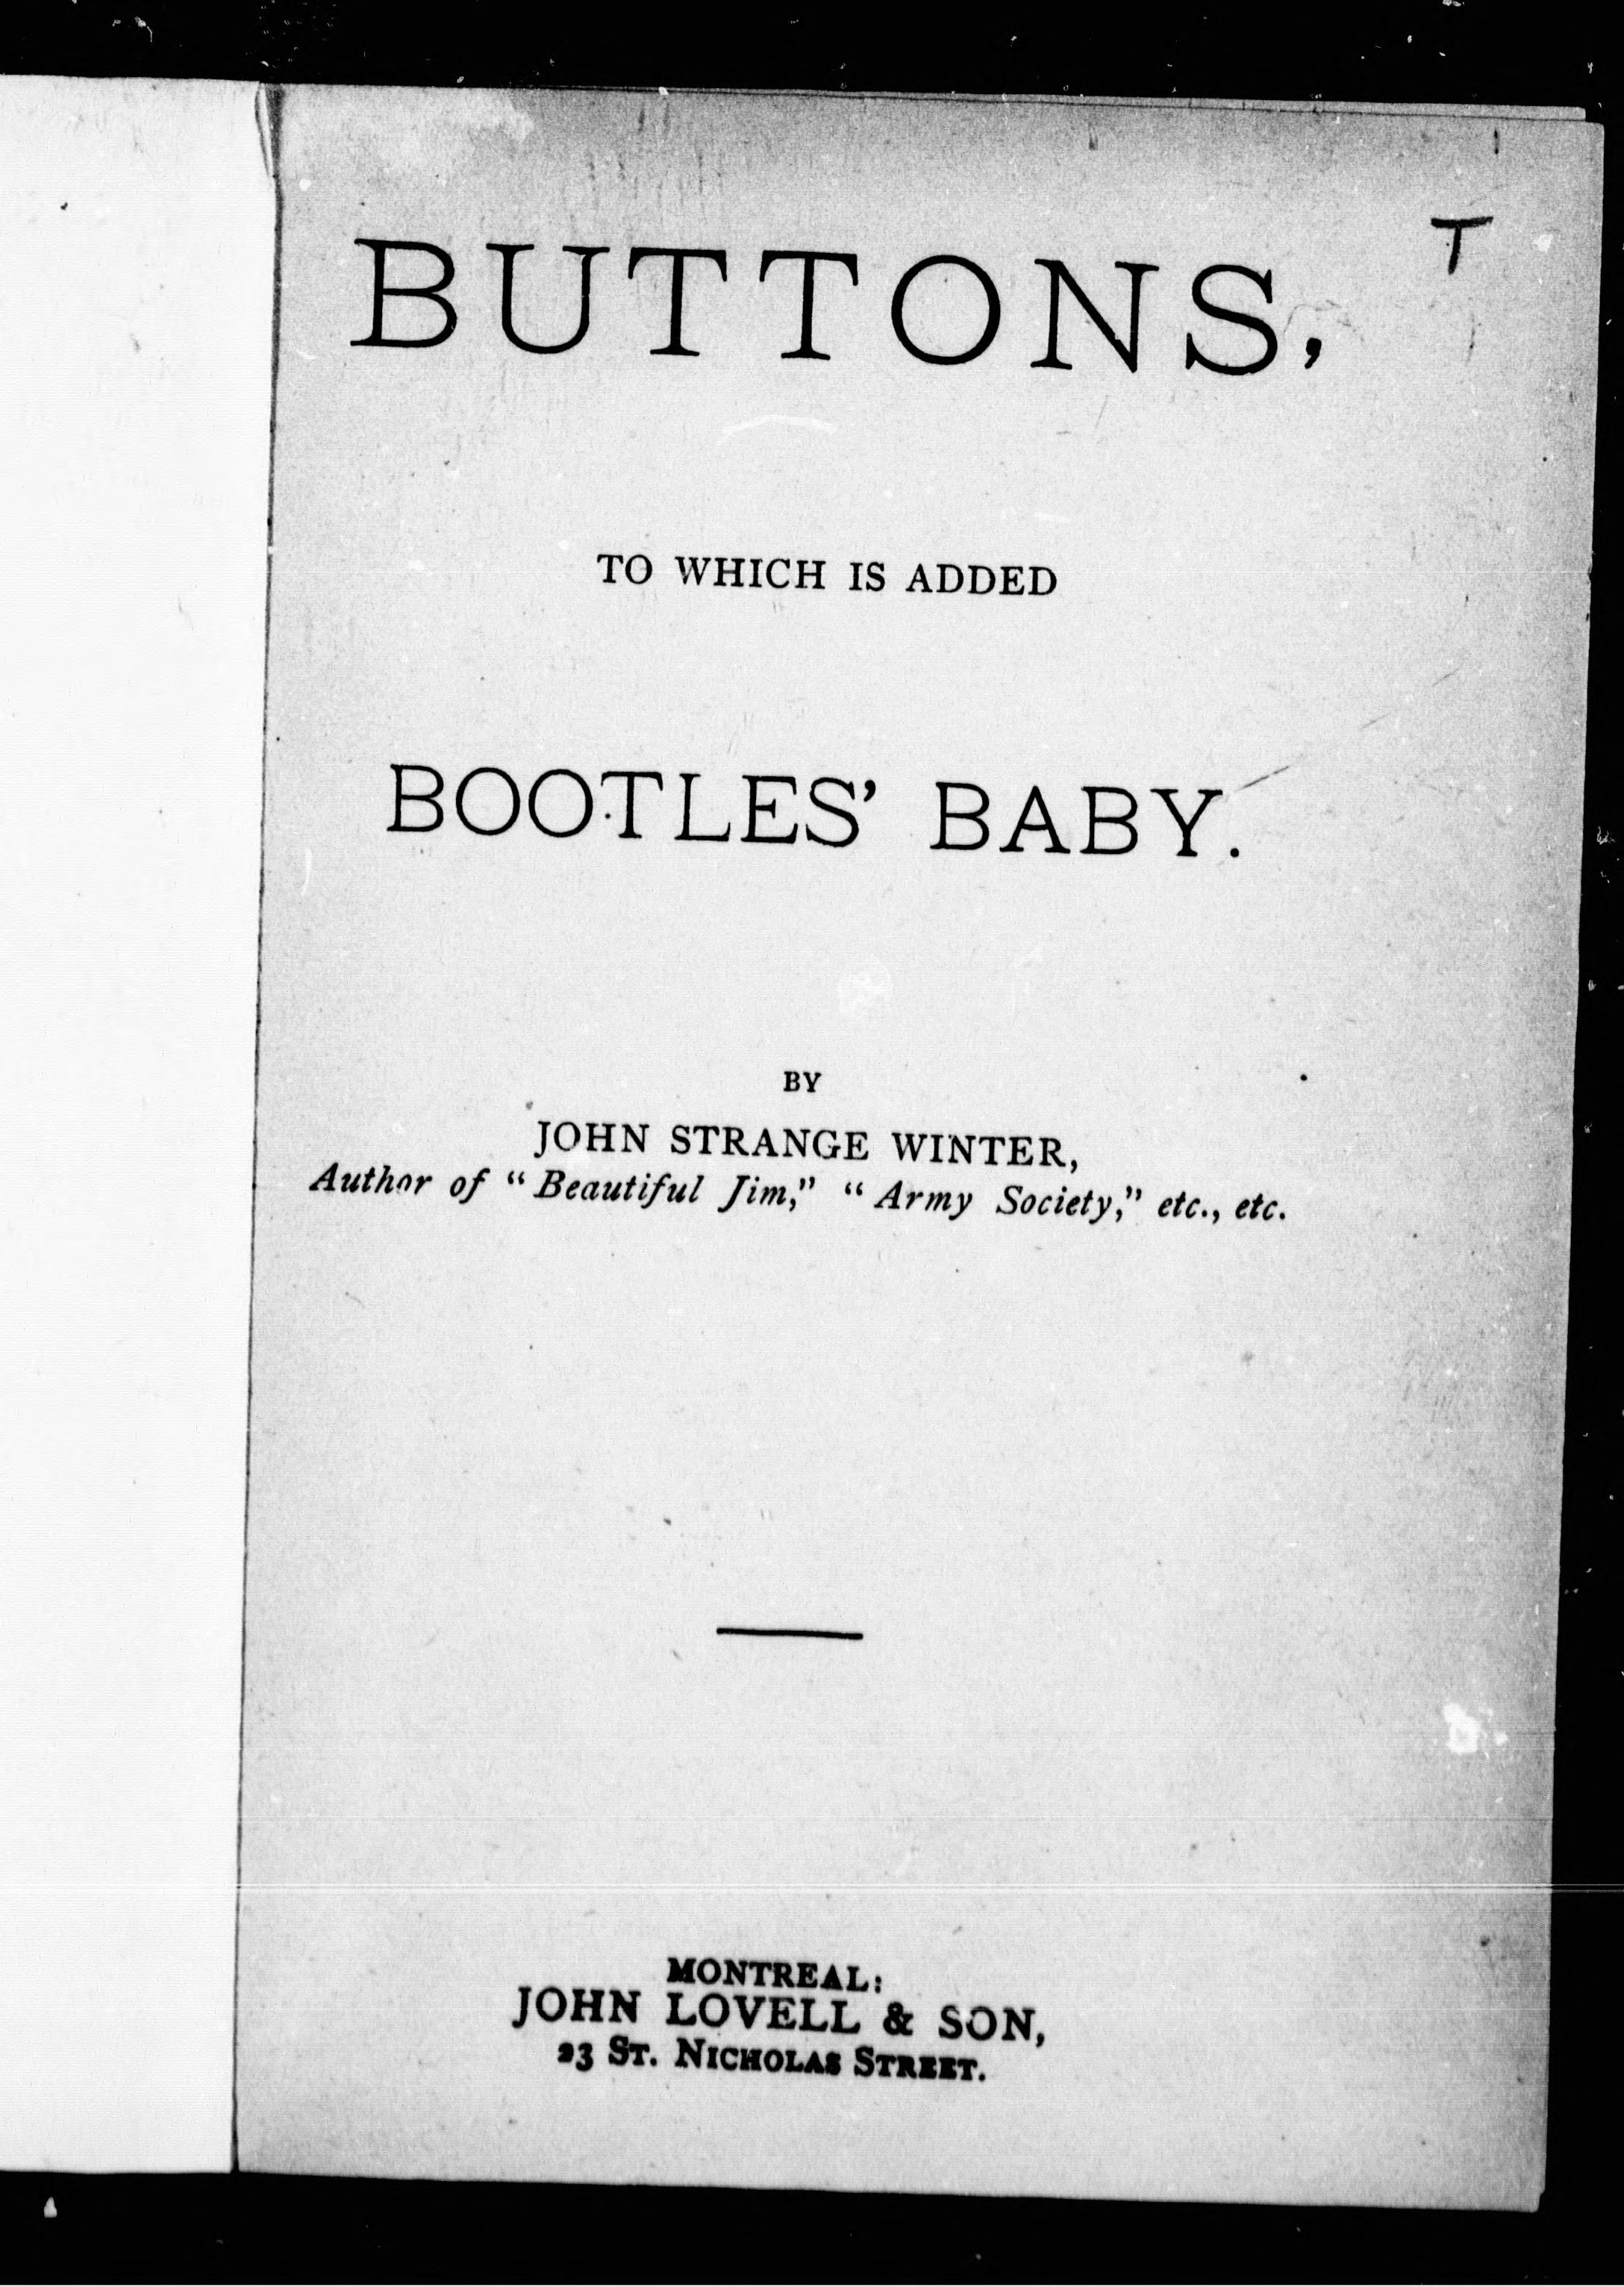 T
BUTTONS,
TO WHICH IS ADDED
BOOTLES' BABY.
BY
JOHN STRANGE WINTER,
Author of "Beautiful Jim," "Army Society," etc., etc.
MONTREAL:
JOHN LOVELL & SON,
23 ST. NICHOLAS STREET.